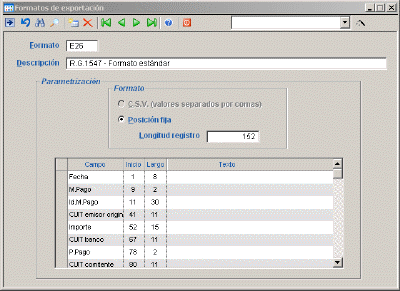 Formatos de exportación
Formato E26
Descripción R.G.1547 - Formato estándar
Parametrización
Formato
C.S.V. (valores separados por comas)
Posición fija
Longitud registro 152
Campo Inicio Largo Texto
Fecha 1 8
M.Pago 9 2
Id.M.Pago 11 30
CUIT emisor origin 41 11
Importe 52 15
CUIT banco 67 11
P.Pago 78 2
CUIT comitente 80 11